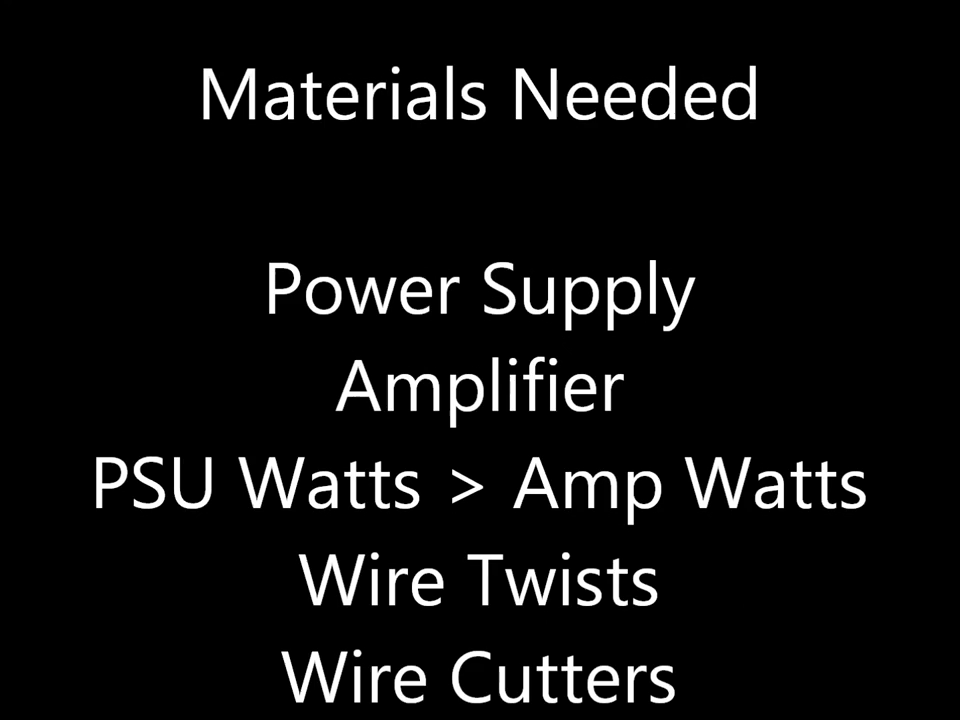 Materials Needed
Power Supply
Amplifier
PSU Watts > Amp Watts
Wire Twists
Wire Cutters